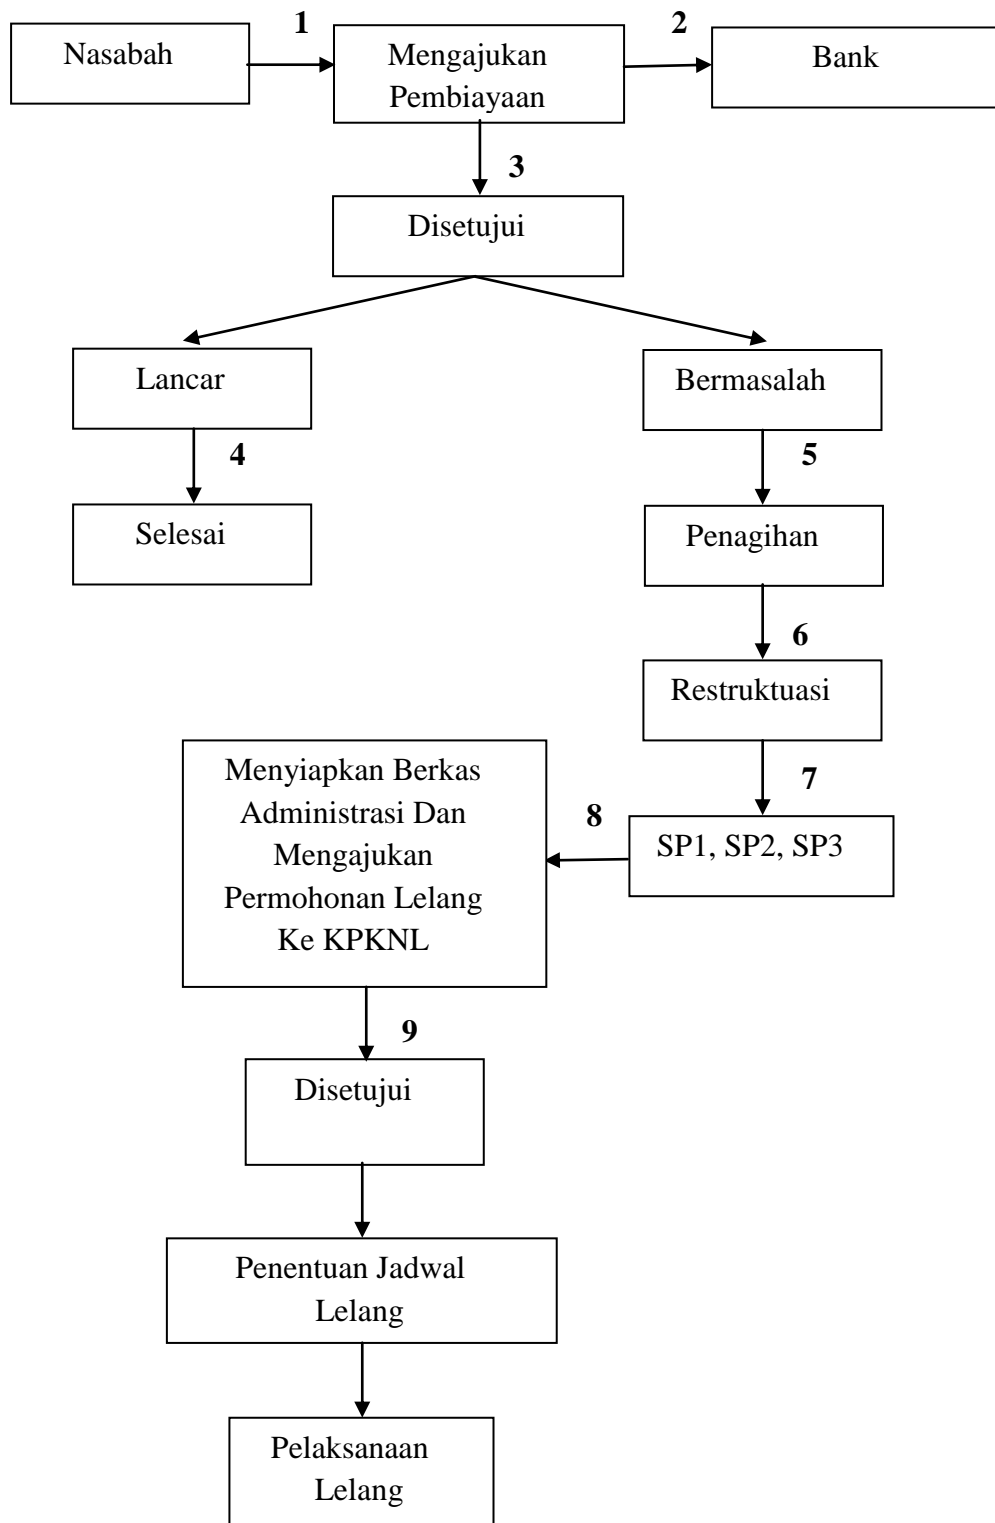 1
2
Nasabah
Mengajukan
Pembiayaan
Bank
3
Disetujui
Lancar
Bermasalah
4
5
Selesai
Penagihan
6
Restruktuasi
7
Menyiapkan Berkas
Administrasi Dan
Mengajukan
Permohonan Lelang
Ke KPKNL
8
SP1, SP2, SP3
9
Disetujui
Penentuan Jadwal
Lelang
Pelaksanaan
Lelang